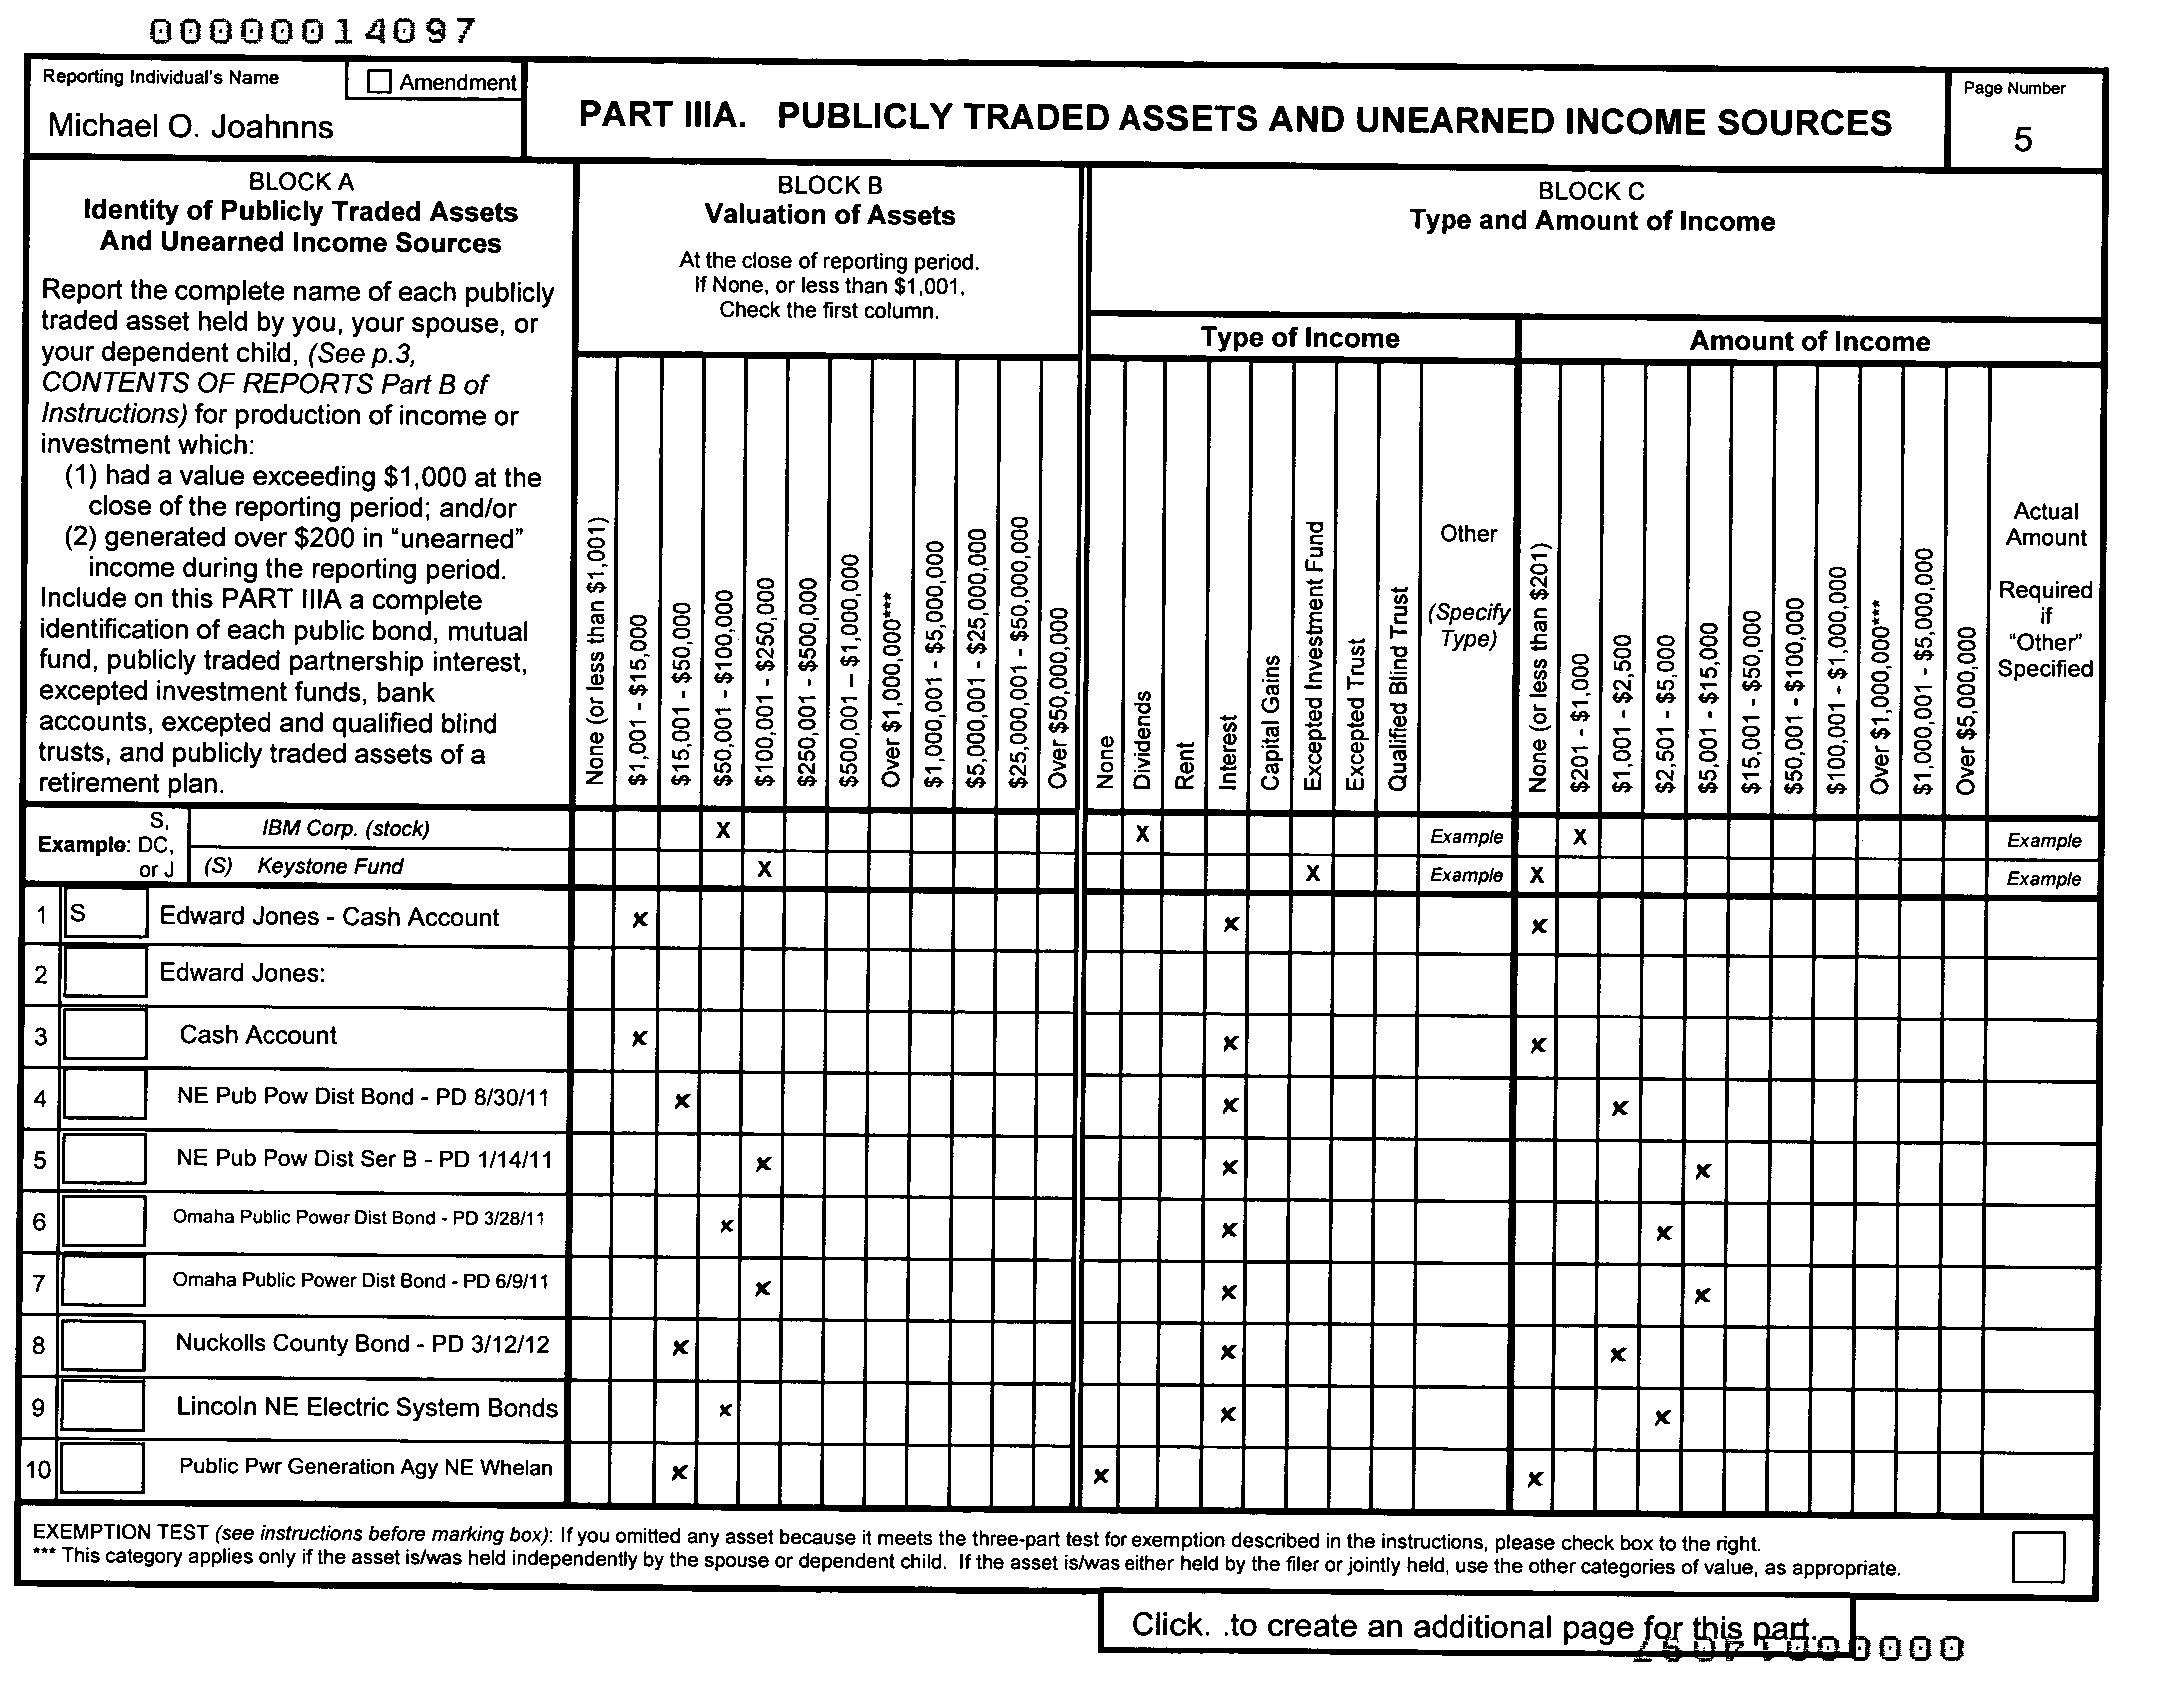 00000014097
Reporting Individual's Name
Amendment
Michael O. Joahnns
PART IIIA. PUBLICLY TRADED ASSETS AND UNEARNED INCOME SOURCES
Page Number
5
BLOCK A
Identity of Publicly Traded Assets
And Unearned Income Sources
Report the complete name of each publicly
traded asset held by you, your spouse, or
your dependent child, (See p.3,
CONTENTS OF REPORTS Part B of
Instructions) for production of income or
investment which:
(1) had a value exceeding $1,000 at the
close of the reporting period; and/or
(2) generated over $200 in "unearned"
income during the reporting period.
Include on this PART IIIA a complete
identification of each public bond, mutual
fund, publicly traded partnership interest,
excepted investment funds, bank
accounts, excepted and qualified blind
trusts, and publicly traded assets of a
retirement plan.
BLOCK B
Valuation of Assets
At the close of reporting period.
If None, or less than $1,001,
Check the first column.
None (or less than $1,001)
$1,001 - $15,000
$15,001 - $50,000
$50,001 - $100,000
$100,001 - $250,000
$250,001 - $500,000
$500,001 – $1,000,000
Over $1,000,000***
$1,000,001 - $5,000,000
$5,000,001 - $25,000,000
$25,000,001 - $50,000,000
Over $50,000,000
BLOCK C
Type and Amount of Income
Type of Income
None
Dividends
Rent
Interest
Capital Gains
Excepted Investment Fund
Excepted Trust
Qualified Blind Trust
Other
(Specify
Type)
Amount of Income
None (or less than $201)
$201 - $1,000
$1,001 - $2,500
$2,501 - $5,000
$5,001 - $15,000
$15,001 - $50,000
$50,001 - $100,000
$100,001 - $1,000,000
Over $1,000,000***
$1,000,001 - $5,000,000
Over $5,000,000
Actual
Amount
Required
if
"Other"
Specified
Example: S,
DC,
or J
IBM Corp. (stock) X X Example X Example
(S) Keystone Fund X X Example X Example
1 S Edward Jones - Cash Account x x x
2 Edward Jones:
3 Cash Account x x x
4 NE Pub Pow Dist Bond - PD 8/30/11 x x x
5 NE Pub Pow Dist Ser B - PD 1/14/11 x x x
6 Omaha Public Power Dist Bond - PD 3/28/11 x x x
7 Omaha Public Power Dist Bond - PD 6/9/11 x x x
8 Nuckolls County Bond - PD 3/12/12 x x x
9 Lincoln NE Electric System Bonds x x x
10 Public Pwr Generation Agy NE Whelan x x x
EXEMPTION TEST (see instructions before marking box): If you omitted any asset because it meets the three-part test for exemption described in the instructions, please check box to the right.
*** This category applies only if the asset is/was held independently by the spouse or dependent child. If the asset is/was either held by the filer or jointly held, use the other categories of value, as appropriate.
Click. .to create an additional page for this part.
00000014097